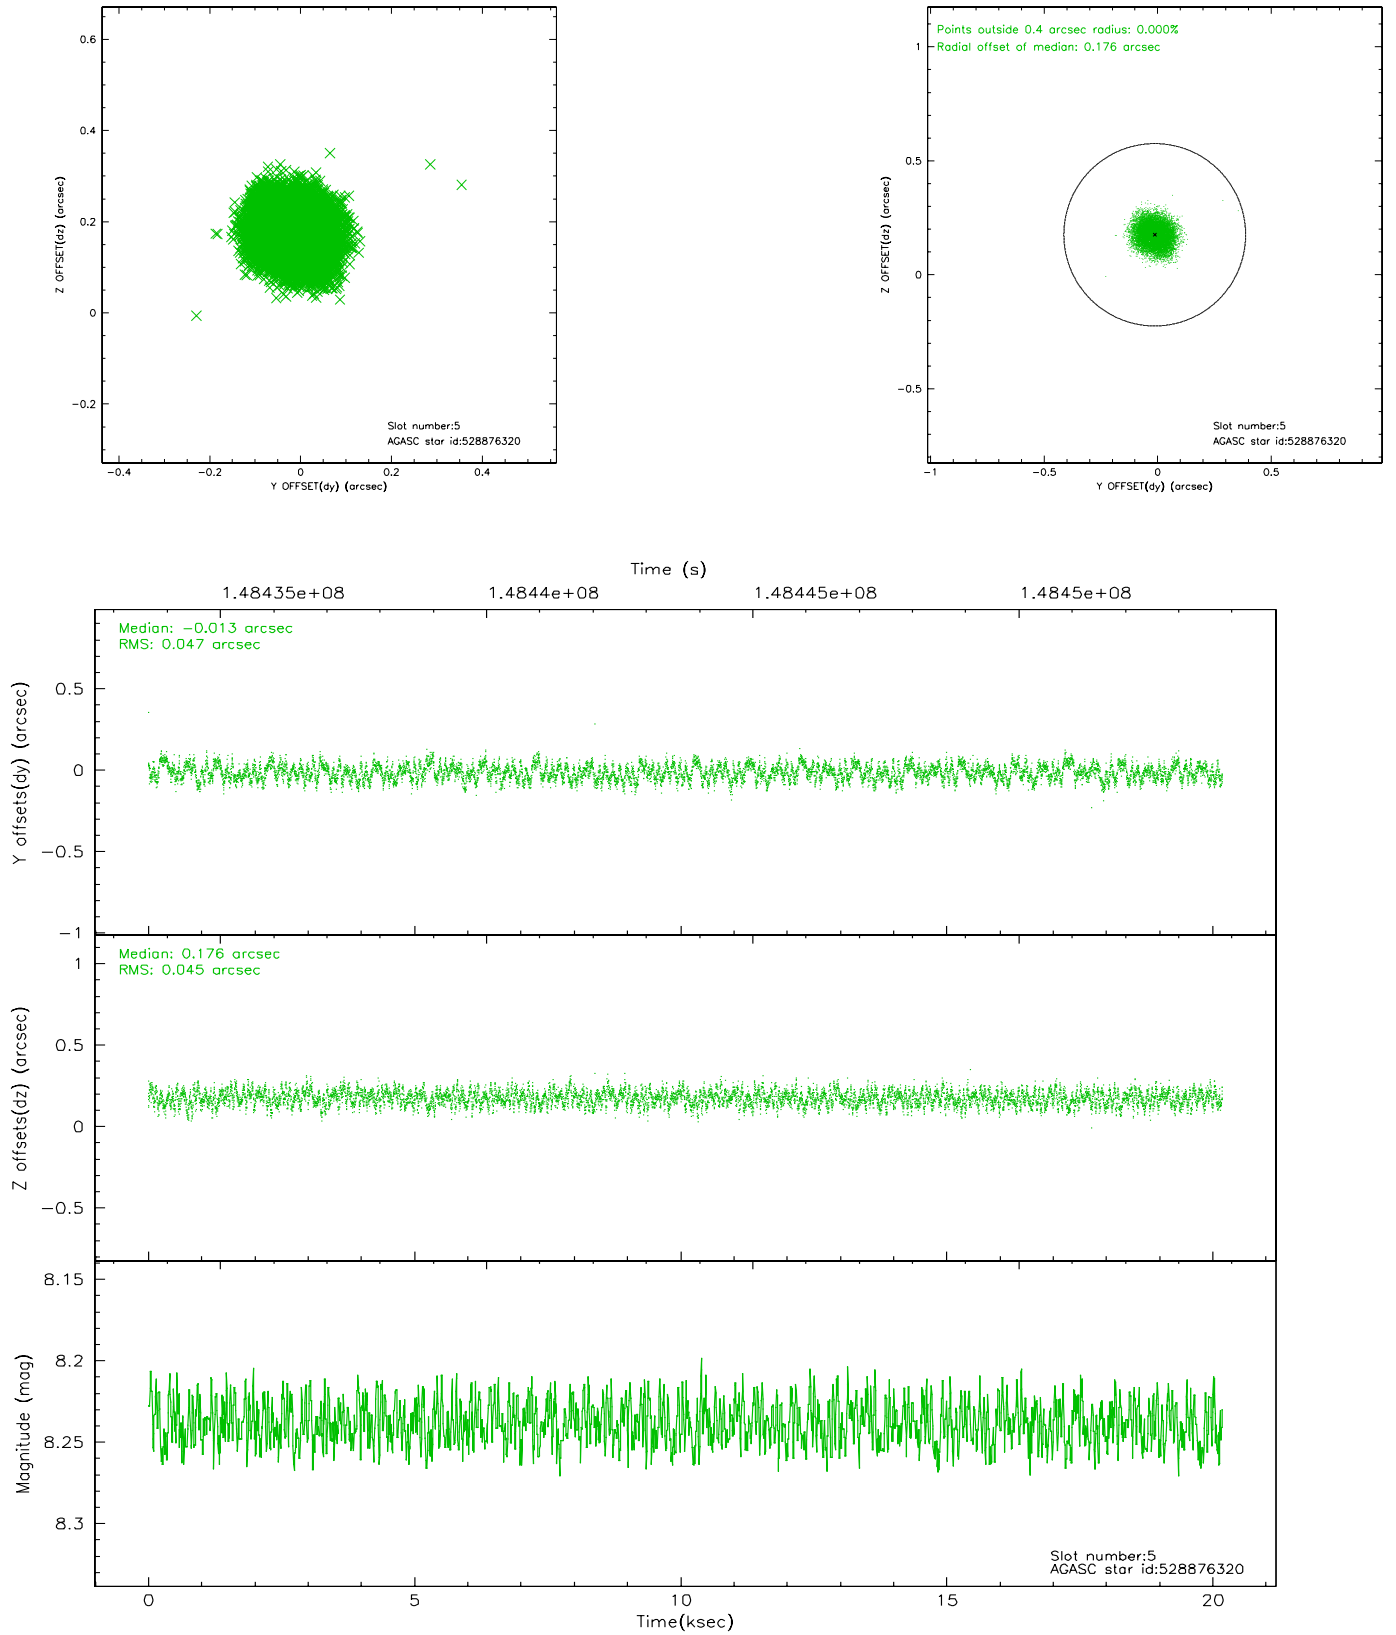 0.6
0.4
0.2
0
−0.2
Z OFFSET(dz) (arcsec)
Slot number:5
AGASC star id:528876320
−0.4 −0.2 0 0.2 0.4
Y OFFSET(dy) (arcsec)
Points outside 0.4 arcsec radius: 0.000%
Radial offset of median: 0.176 arcsec
1
0.5
0
−0.5
Z OFFSET(dz) (arcsec)
Slot number:5
AGASC star id:528876320
−1 −0.5 0 0.5
Y OFFSET(dy) (arcsec)
Time (s)
1.48435e+08 1.4844e+08 1.48445e+08 1.4845e+08
Median: −0.013 arcsec
RMS: 0.047 arcsec
0.5
0
−0.5
−1
Y offsets(dy) (arcsec)
Median: 0.176 arcsec
RMS: 0.045 arcsec
1
0.5
0
−0.5
Z offsets(dz) (arcsec)
8.15
8.2
8.25
8.3
Magnitude (mag)
Slot number:5
AGASC star id:528876320
0 5 10 15 20
Time(ksec)